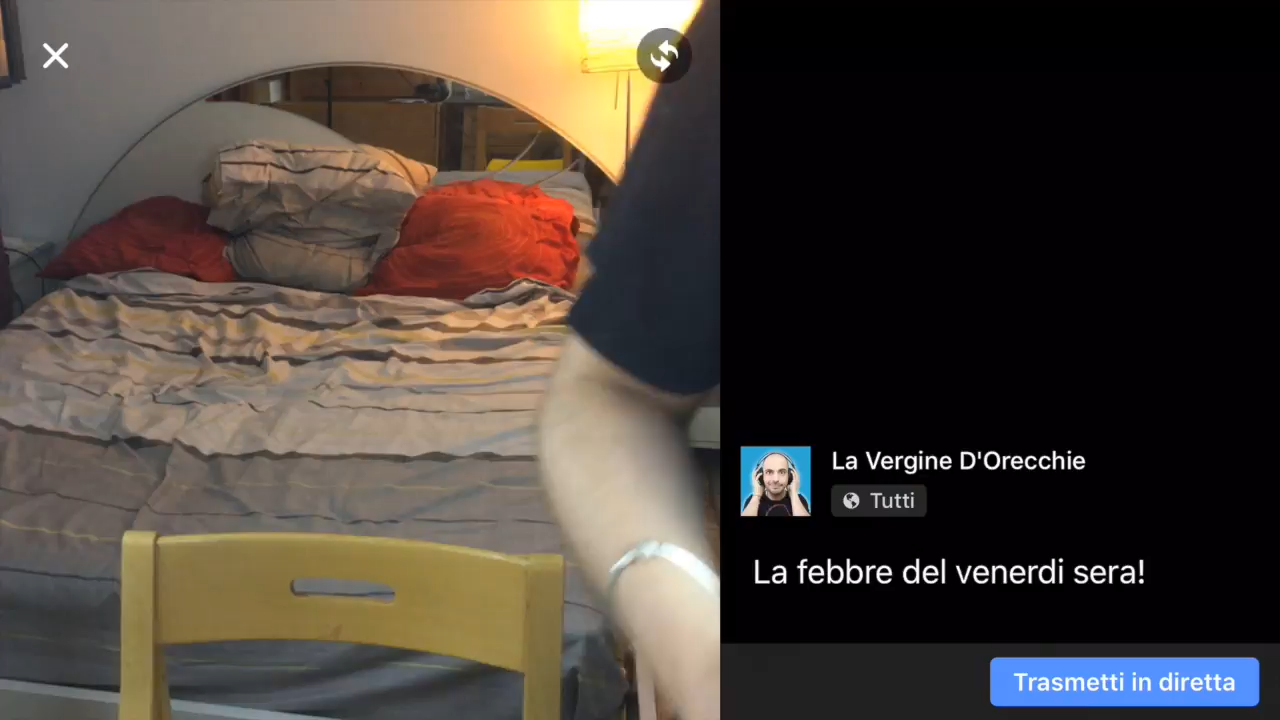 La Vergine D'Orecchie
Tutti
La febbre del venerdi sera!
Trasmetti in diretta